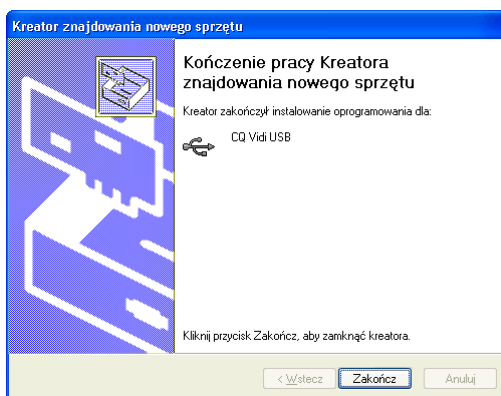 Kreator znajdowania nowego sprzętu
Kończenie pracy Kreatora
znajdowania nowego sprzętu
Kreator zakończył instalowanie oprogramowania dla:
CQ Vidi USB
Kliknij przycisk Zakończ, aby zamknąć kreatora.
< Wstecz Zakończ Anuluj